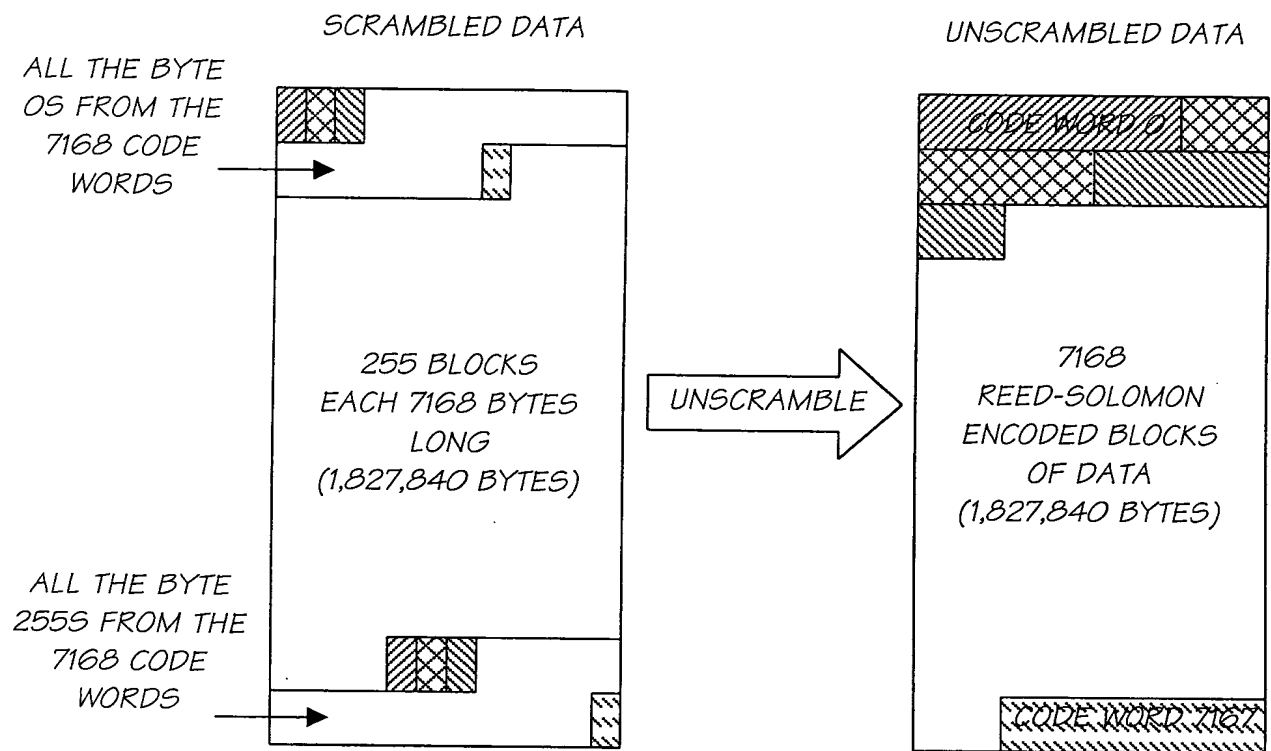 SCRAMBLED DATA
UNSCRAMBLED DATA
ALL THE BYTE
0S FROM THE
7168 CODE
WORDS
CODE WORD 0
255 BLOCKS
EACH 7168 BYTES
LONG
(1,827,840 BYTES)
UNSCRAMBLE
7168
REED-SOLOMON
ENCODED BLOCKS
OF DATA
(1,827,840 BYTES)
ALL THE BYTE
255S FROM THE
7168 CODE
WORDS
CODE WORD 7167